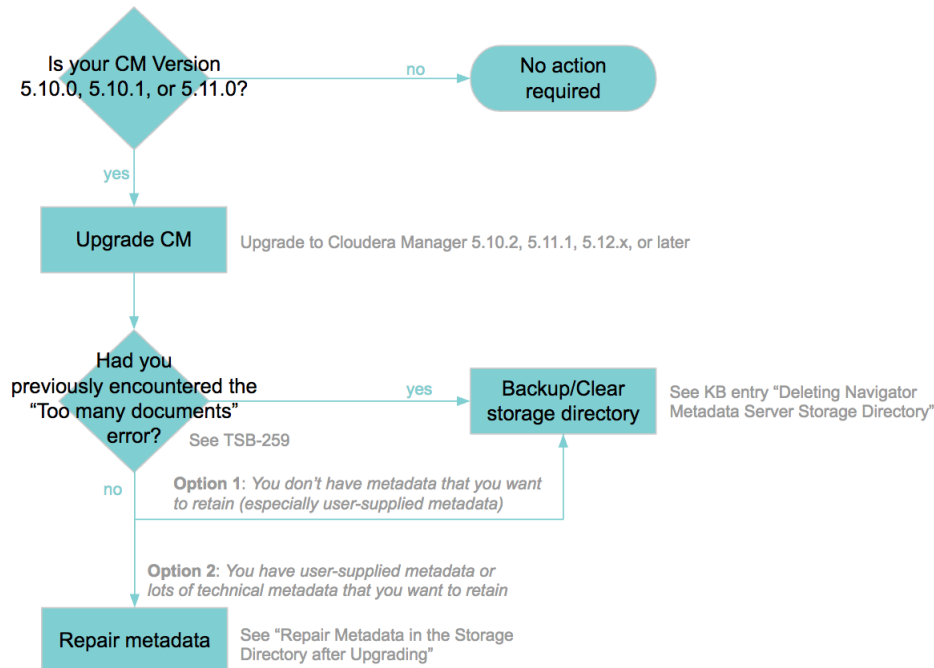 Is your CM Version
5.10.0, 5.10.1, or 5.11.0?
no
No action
required
yes
Upgrade CM
Upgrade to Cloudera Manager 5.10.2, 5.11.1, 5.12.x, or later
Had you
previously encountered the
“Too many documents”
error?
See TSB-259
yes
Backup/Clear
storage directory
See KB entry “Deleting Navigator
Metadata Server Storage Directory”
no
Option 1: You don’t have metadata that you want
to retain (especially user-supplied metadata)
Option 2: You have user-supplied metadata or
lots of technical metadata that you want to retain
Repair metadata
See “Repair Metadata in the Storage
Directory after Upgrading”